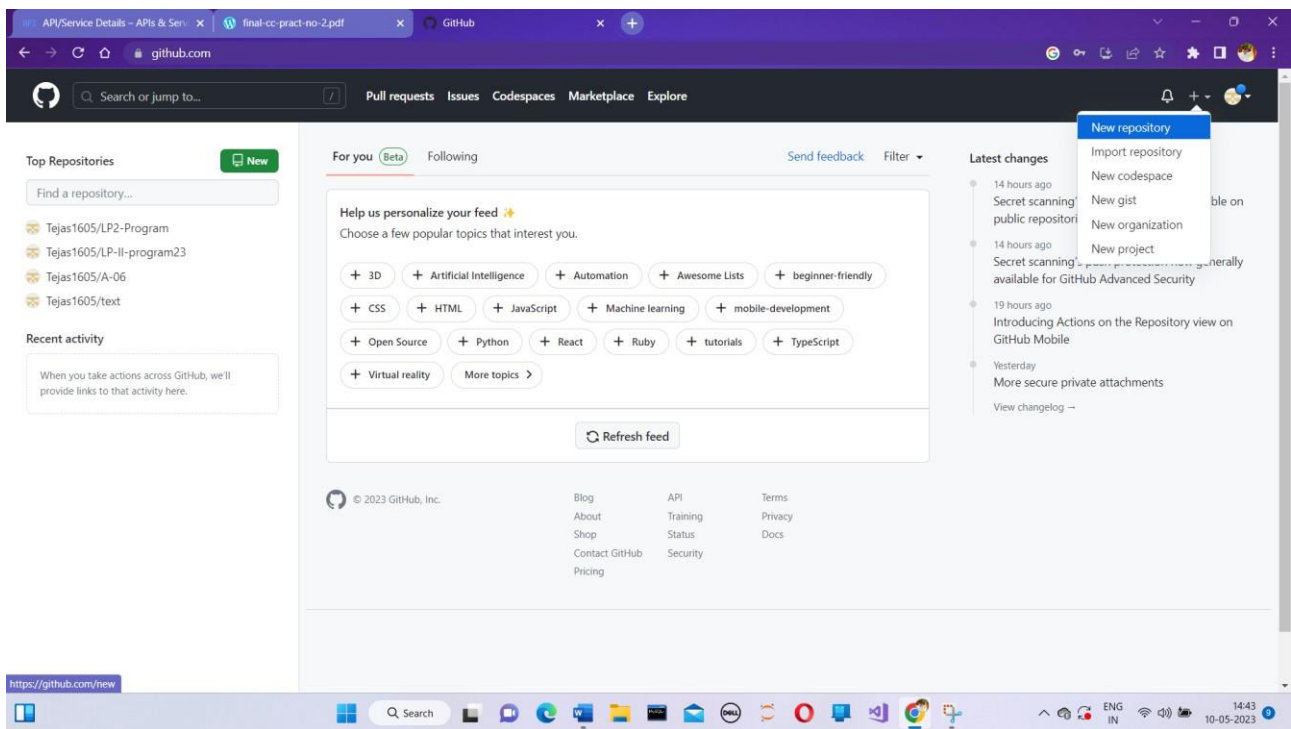 API/Service Details – APIs & Serv
final-cc-pract-no-2.pdf
GitHub
github.com
Search or jump to...
/
Pull requests Issues Codespaces Marketplace Explore
New repository
Import repository
New codespace
New gist
New organization
New project
Top Repositories
New
Find a repository...
Tejas1605/LP2-Program
Tejas1605/LP-II-program23
Tejas1605/A-06
Tejas1605/text
Recent activity
When you take actions across GitHub, we'll
provide links to that activity here.
For you Beta Following
Send feedback Filter
Help us personalize your feed ✨
Choose a few popular topics that interest you.
+ 3D + Artificial Intelligence + Automation + Awesome Lists + beginner-friendly
+ CSS + HTML + JavaScript + Machine learning + mobile-development
+ Open Source + Python + React + Ruby + tutorials + TypeScript
+ Virtual reality More topics >
Refresh feed
Latest changes
14 hours ago
Secret scanning' ble on
public repositori
14 hours ago
Secret scanning's generally
available for GitHub Advanced Security
19 hours ago
Introducing Actions on the Repository view on
GitHub Mobile
Yesterday
More secure private attachments
View changelog →
© 2023 GitHub, Inc.
Blog API Terms
About Training Privacy
Shop Status Docs
Contact GitHub Security
Pricing
https://github.com/new
Search
DELL
ENG
IN
14:43
10-05-2023
9